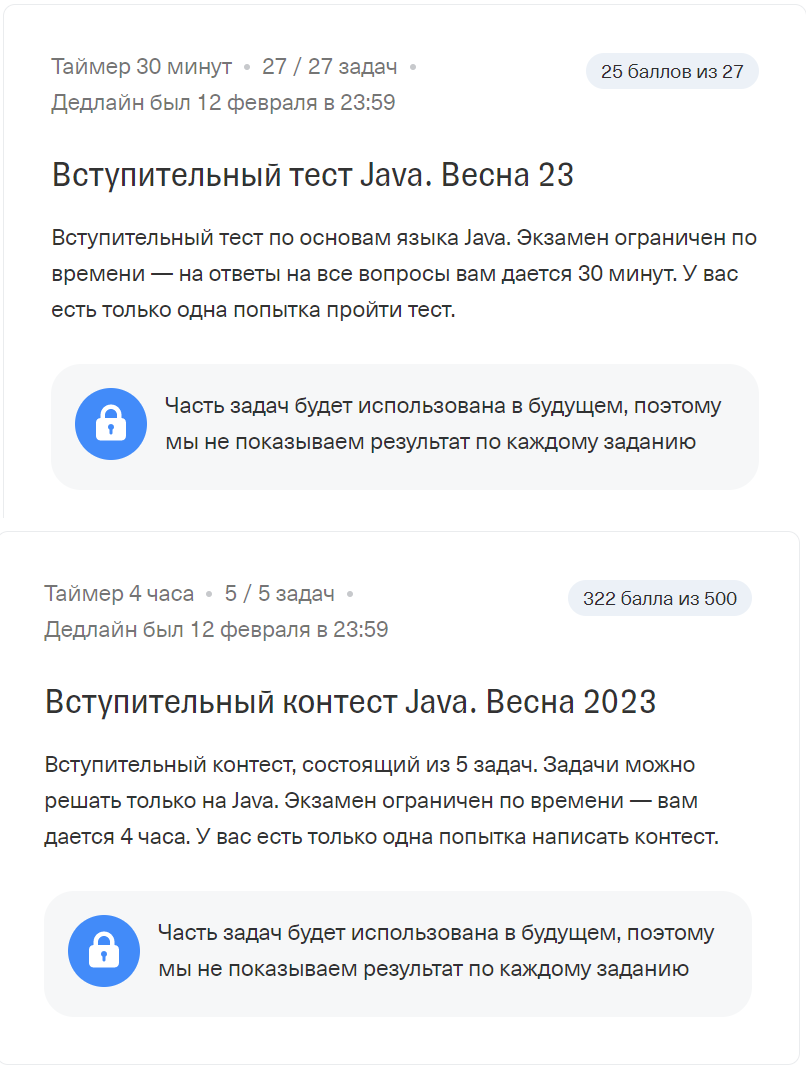 Таймер 30 минут • 27 / 27 задач •
25 баллов из 27
Дедлайн был 12 февраля в 23:59
Вступительный тест Java. Весна 23
Вступительный тест по основам языка Java. Экзамен ограничен по
времени — на ответы на все вопросы вам дается 30 минут. У вас
есть только одна попытка пройти тест.
Часть задач будет использована в будущем, поэтому
мы не показываем результат по каждому заданию
Таймер 4 часа • 5 / 5 задач •
322 балла из 500
Дедлайн был 12 февраля в 23:59
Вступительный контест Java. Весна 2023
Вступительный контест, состоящий из 5 задач. Задачи можно
решать только на Java. Экзамен ограничен по времени — вам
дается 4 часа. У вас есть только одна попытка написать контест.
Часть задач будет использована в будущем, поэтому
мы не показываем результат по каждому заданию